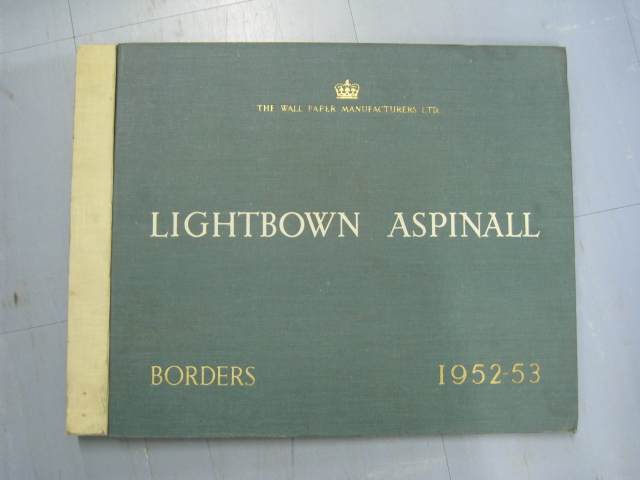 THE WALL PAPER MANUFACTURERS LTD.
LIGHTBOWN ASPINALL
BORDERS 1952-53